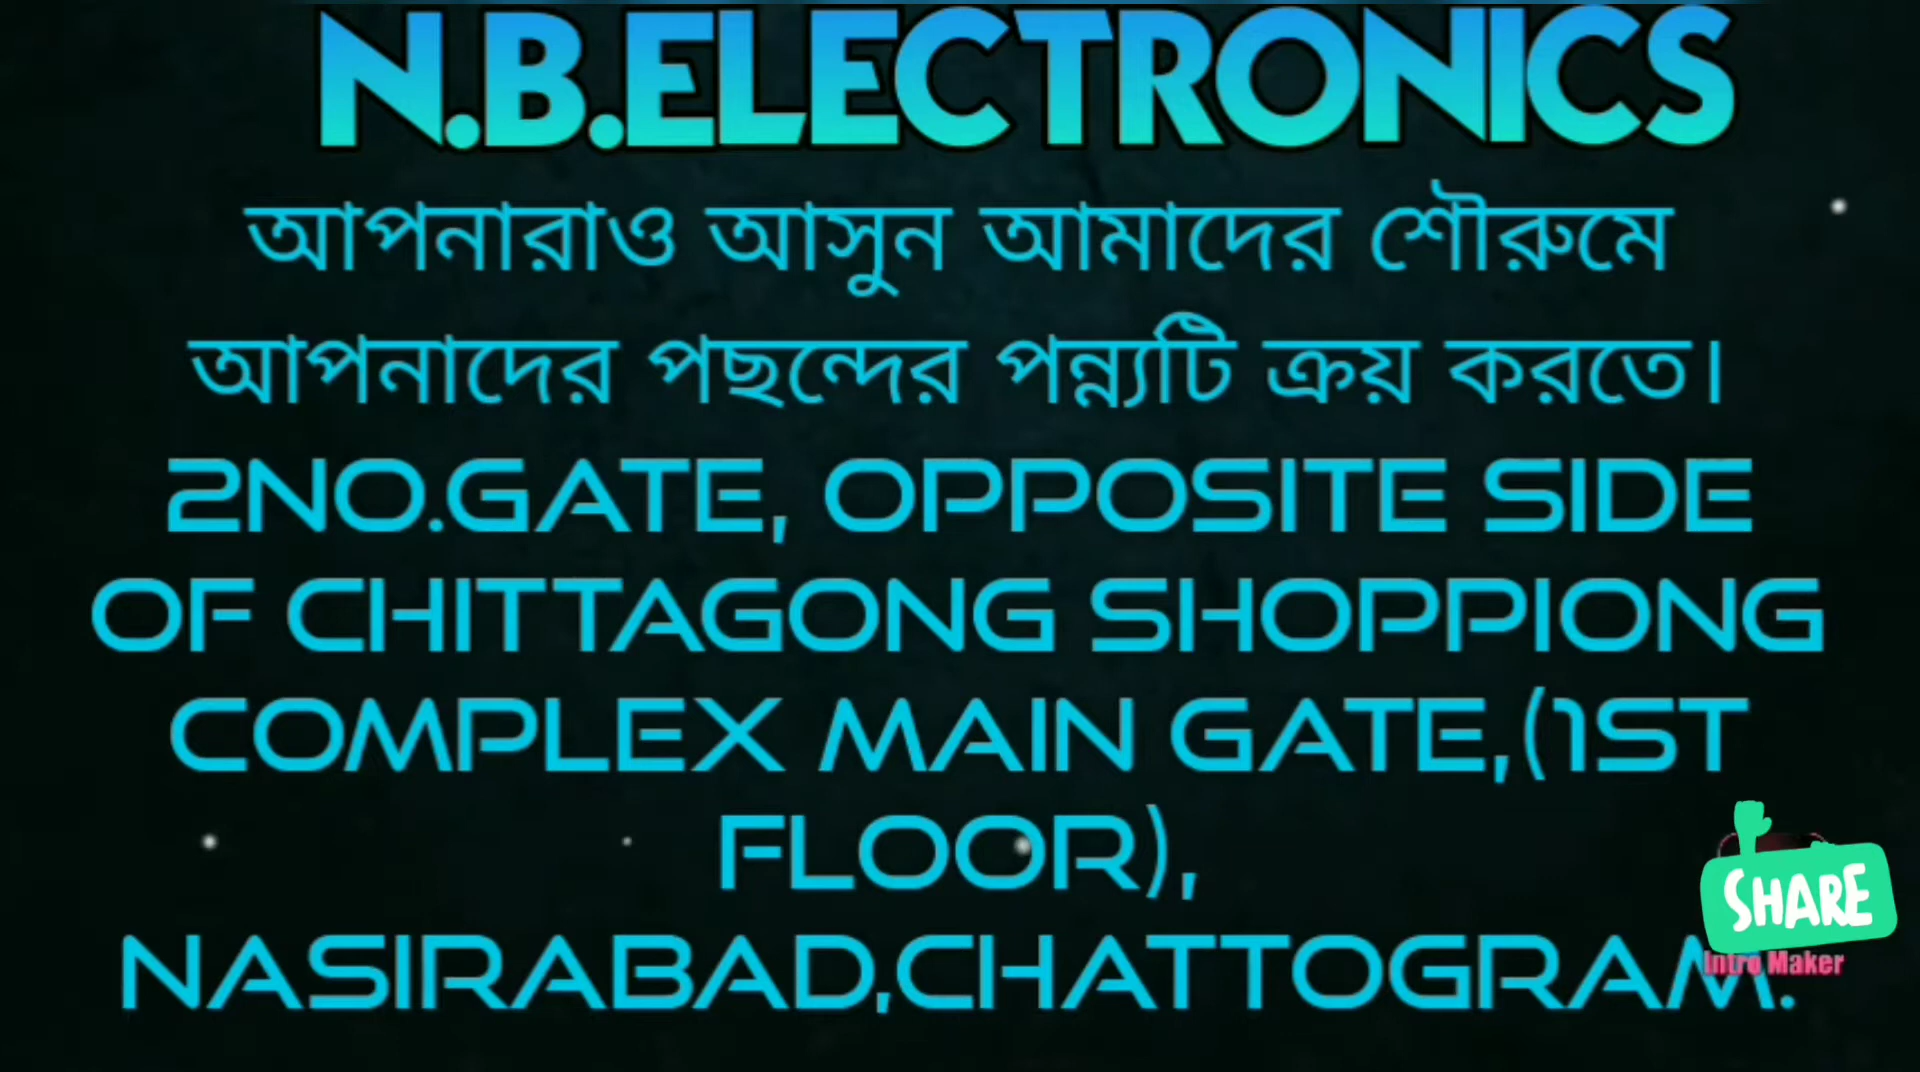 N.B.ELECTRONICS
আপনারাও আসুন আমাদের শৌরুমে
আপনাদের পছন্দের পন্ন্যটি ক্রয় করতে।
2NO.GATE, OPPOSITE SIDE
OF CHITTAGONG SHOPPIONG
COMPLEX MAIN GATE,(1ST
FLOOR),
NASIRABAD,CHATTOGRAM.
SHARE
Intro Maker